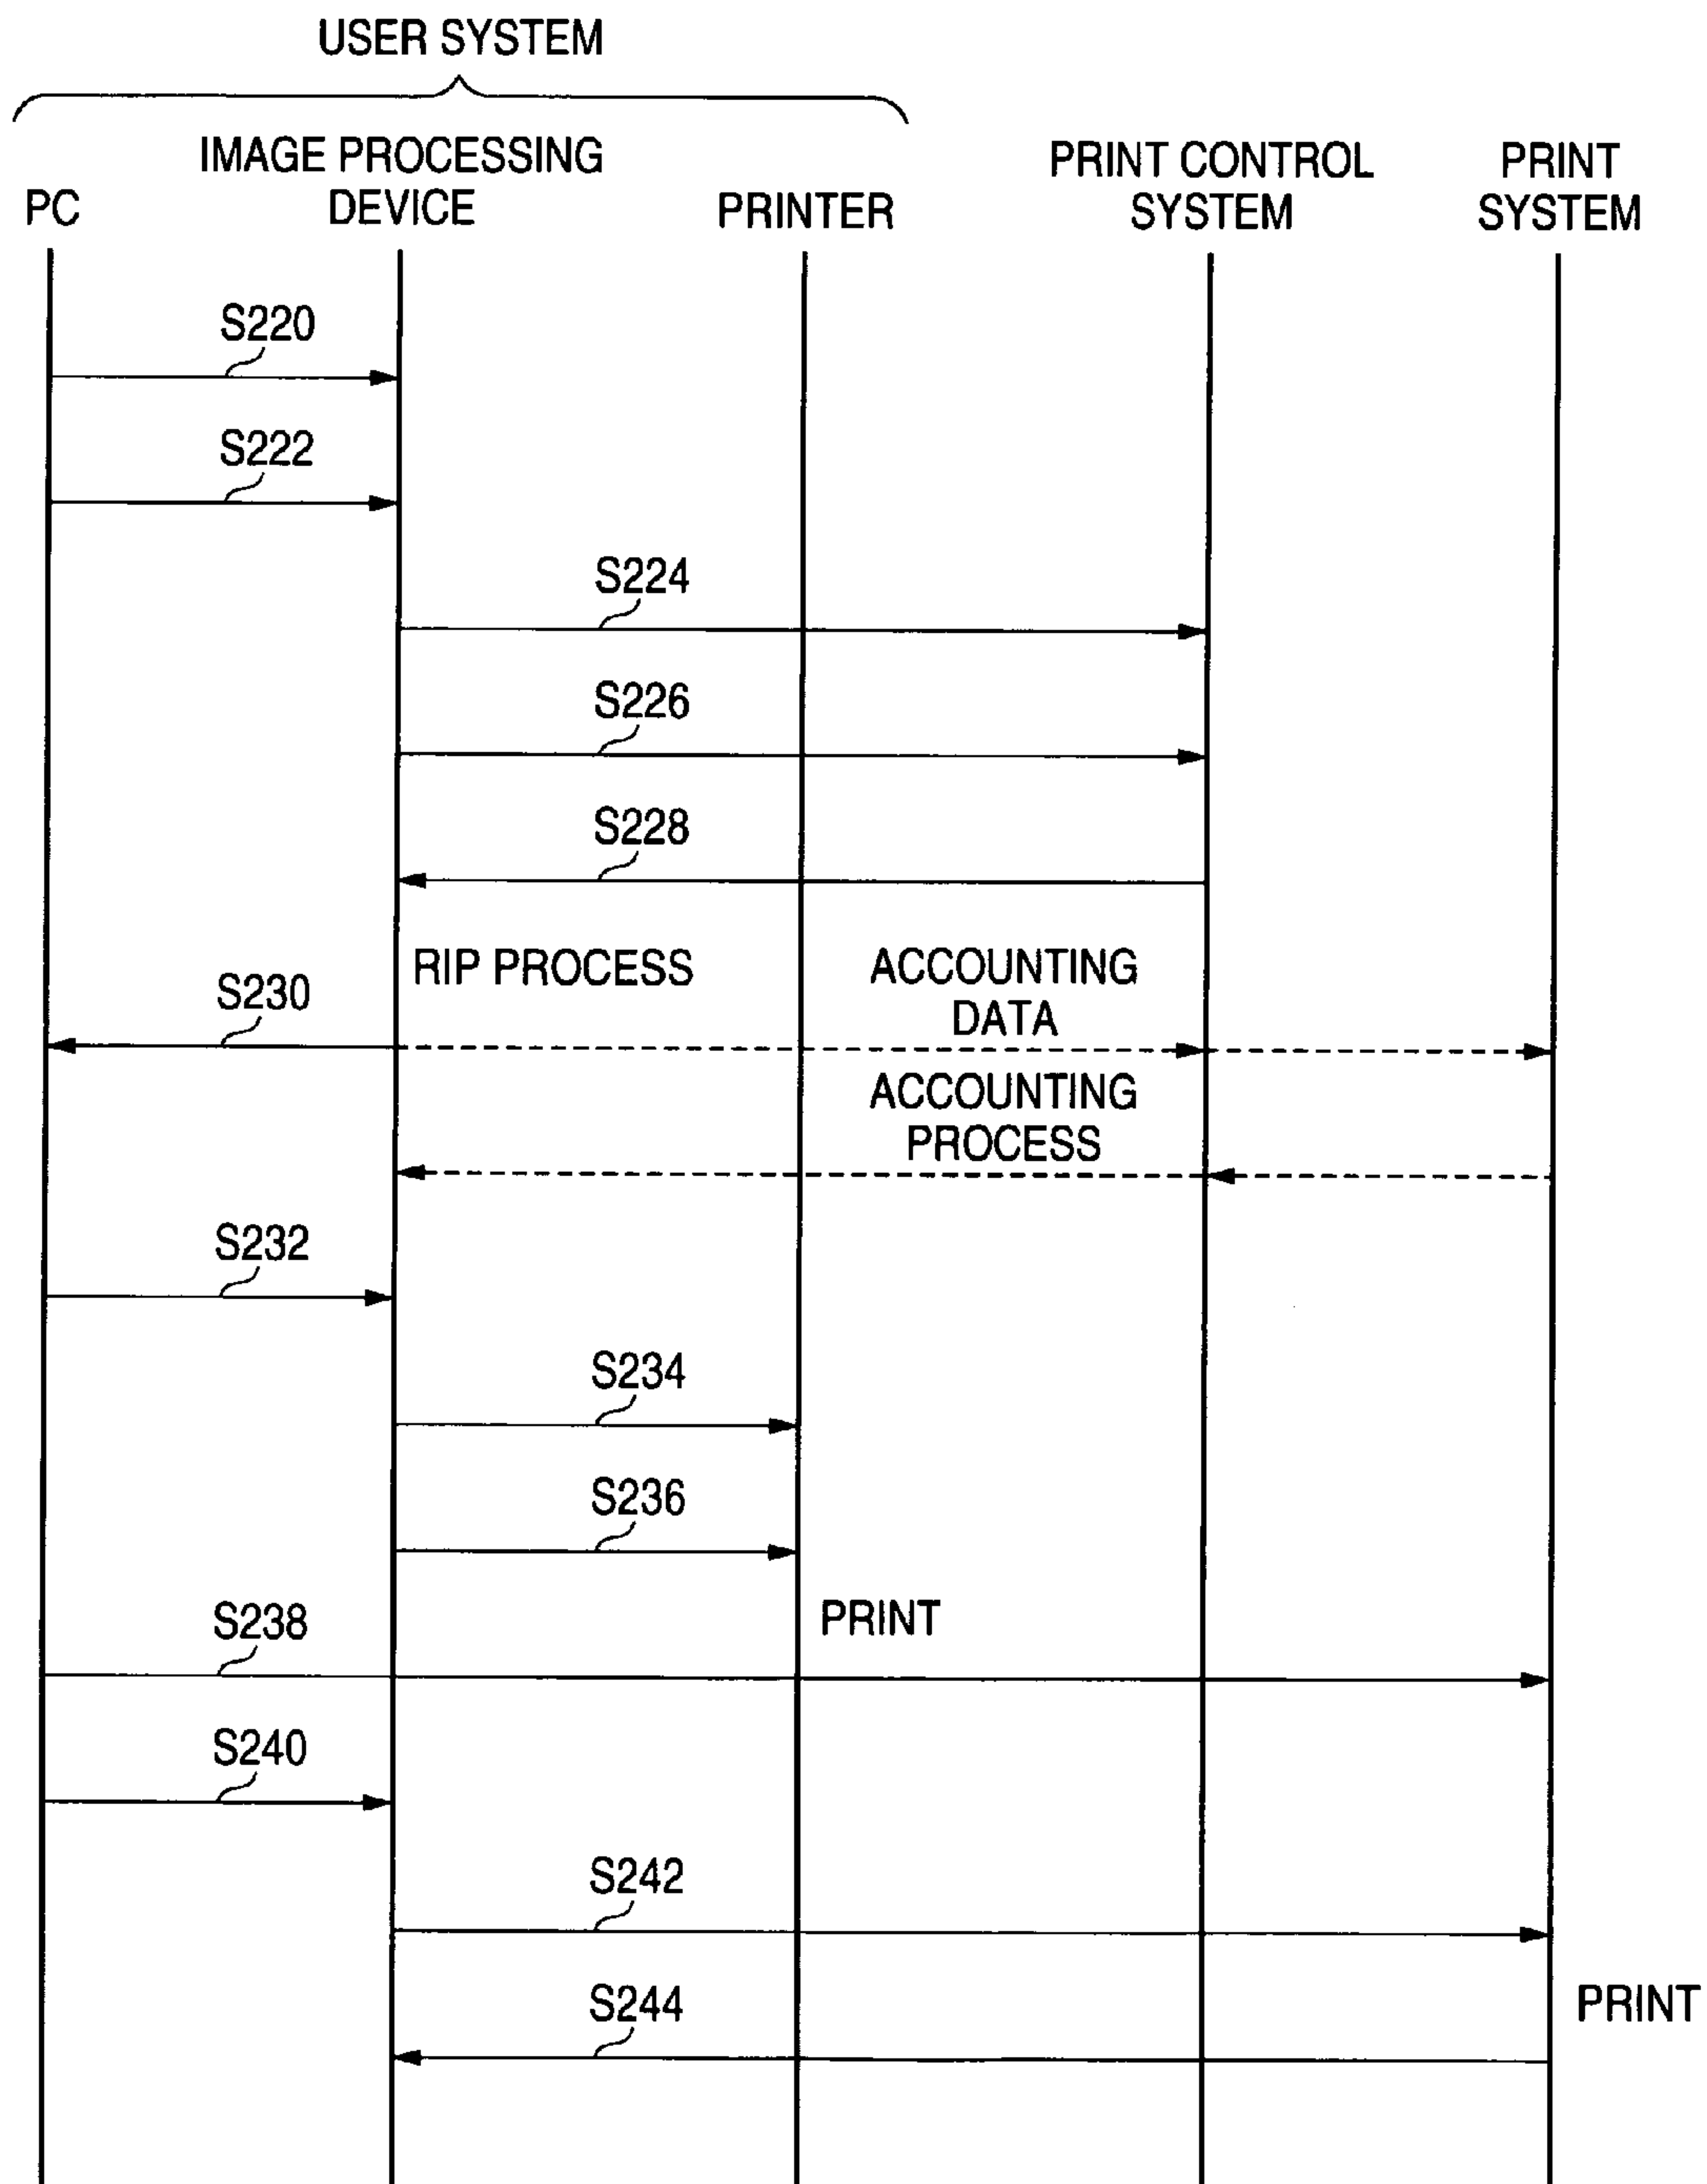 USER SYSTEM
IMAGE PROCESSING
DEVICE
PC
PRINTER
PRINT CONTROL
SYSTEM
PRINT
SYSTEM
S220
S222
S224
S226
S228
RIP PROCESS
ACCOUNTING
DATA
S230
ACCOUNTING
PROCESS
S232
S234
S236
PRINT
S238
S240
S242
S244
PRINT